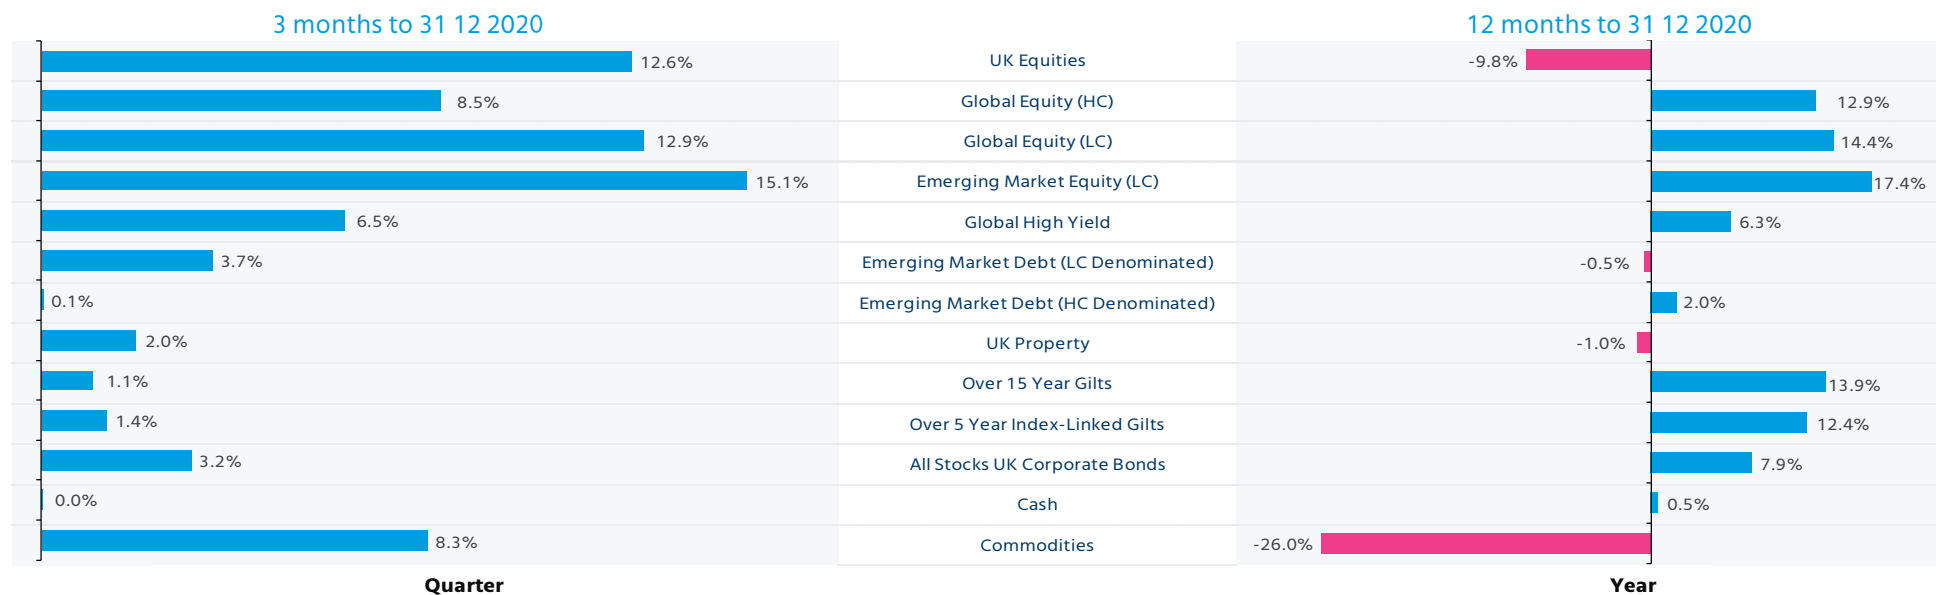 3 months to 31 12 2020 12 months to 31 12 2020
12.6% UK Equities -9.8%
8.5% Global Equity (HC) 12.9%
12.9% Global Equity (LC) 14.4%
15.1% Emerging Market Equity (LC) 17.4%
6.5% Global High Yield 6.3%
3.7% Emerging Market Debt (LC Denominated) -0.5%
0.1% Emerging Market Debt (HC Denominated) 2.0%
2.0% UK Property -1.0%
1.1% Over 15 Year Gilts 13.9%
1.4% Over 5 Year Index-Linked Gilts 12.4%
3.2% All Stocks UK Corporate Bonds 7.9%
0.0% Cash 0.5%
8.3% Commodities -26.0%
Quarter Year